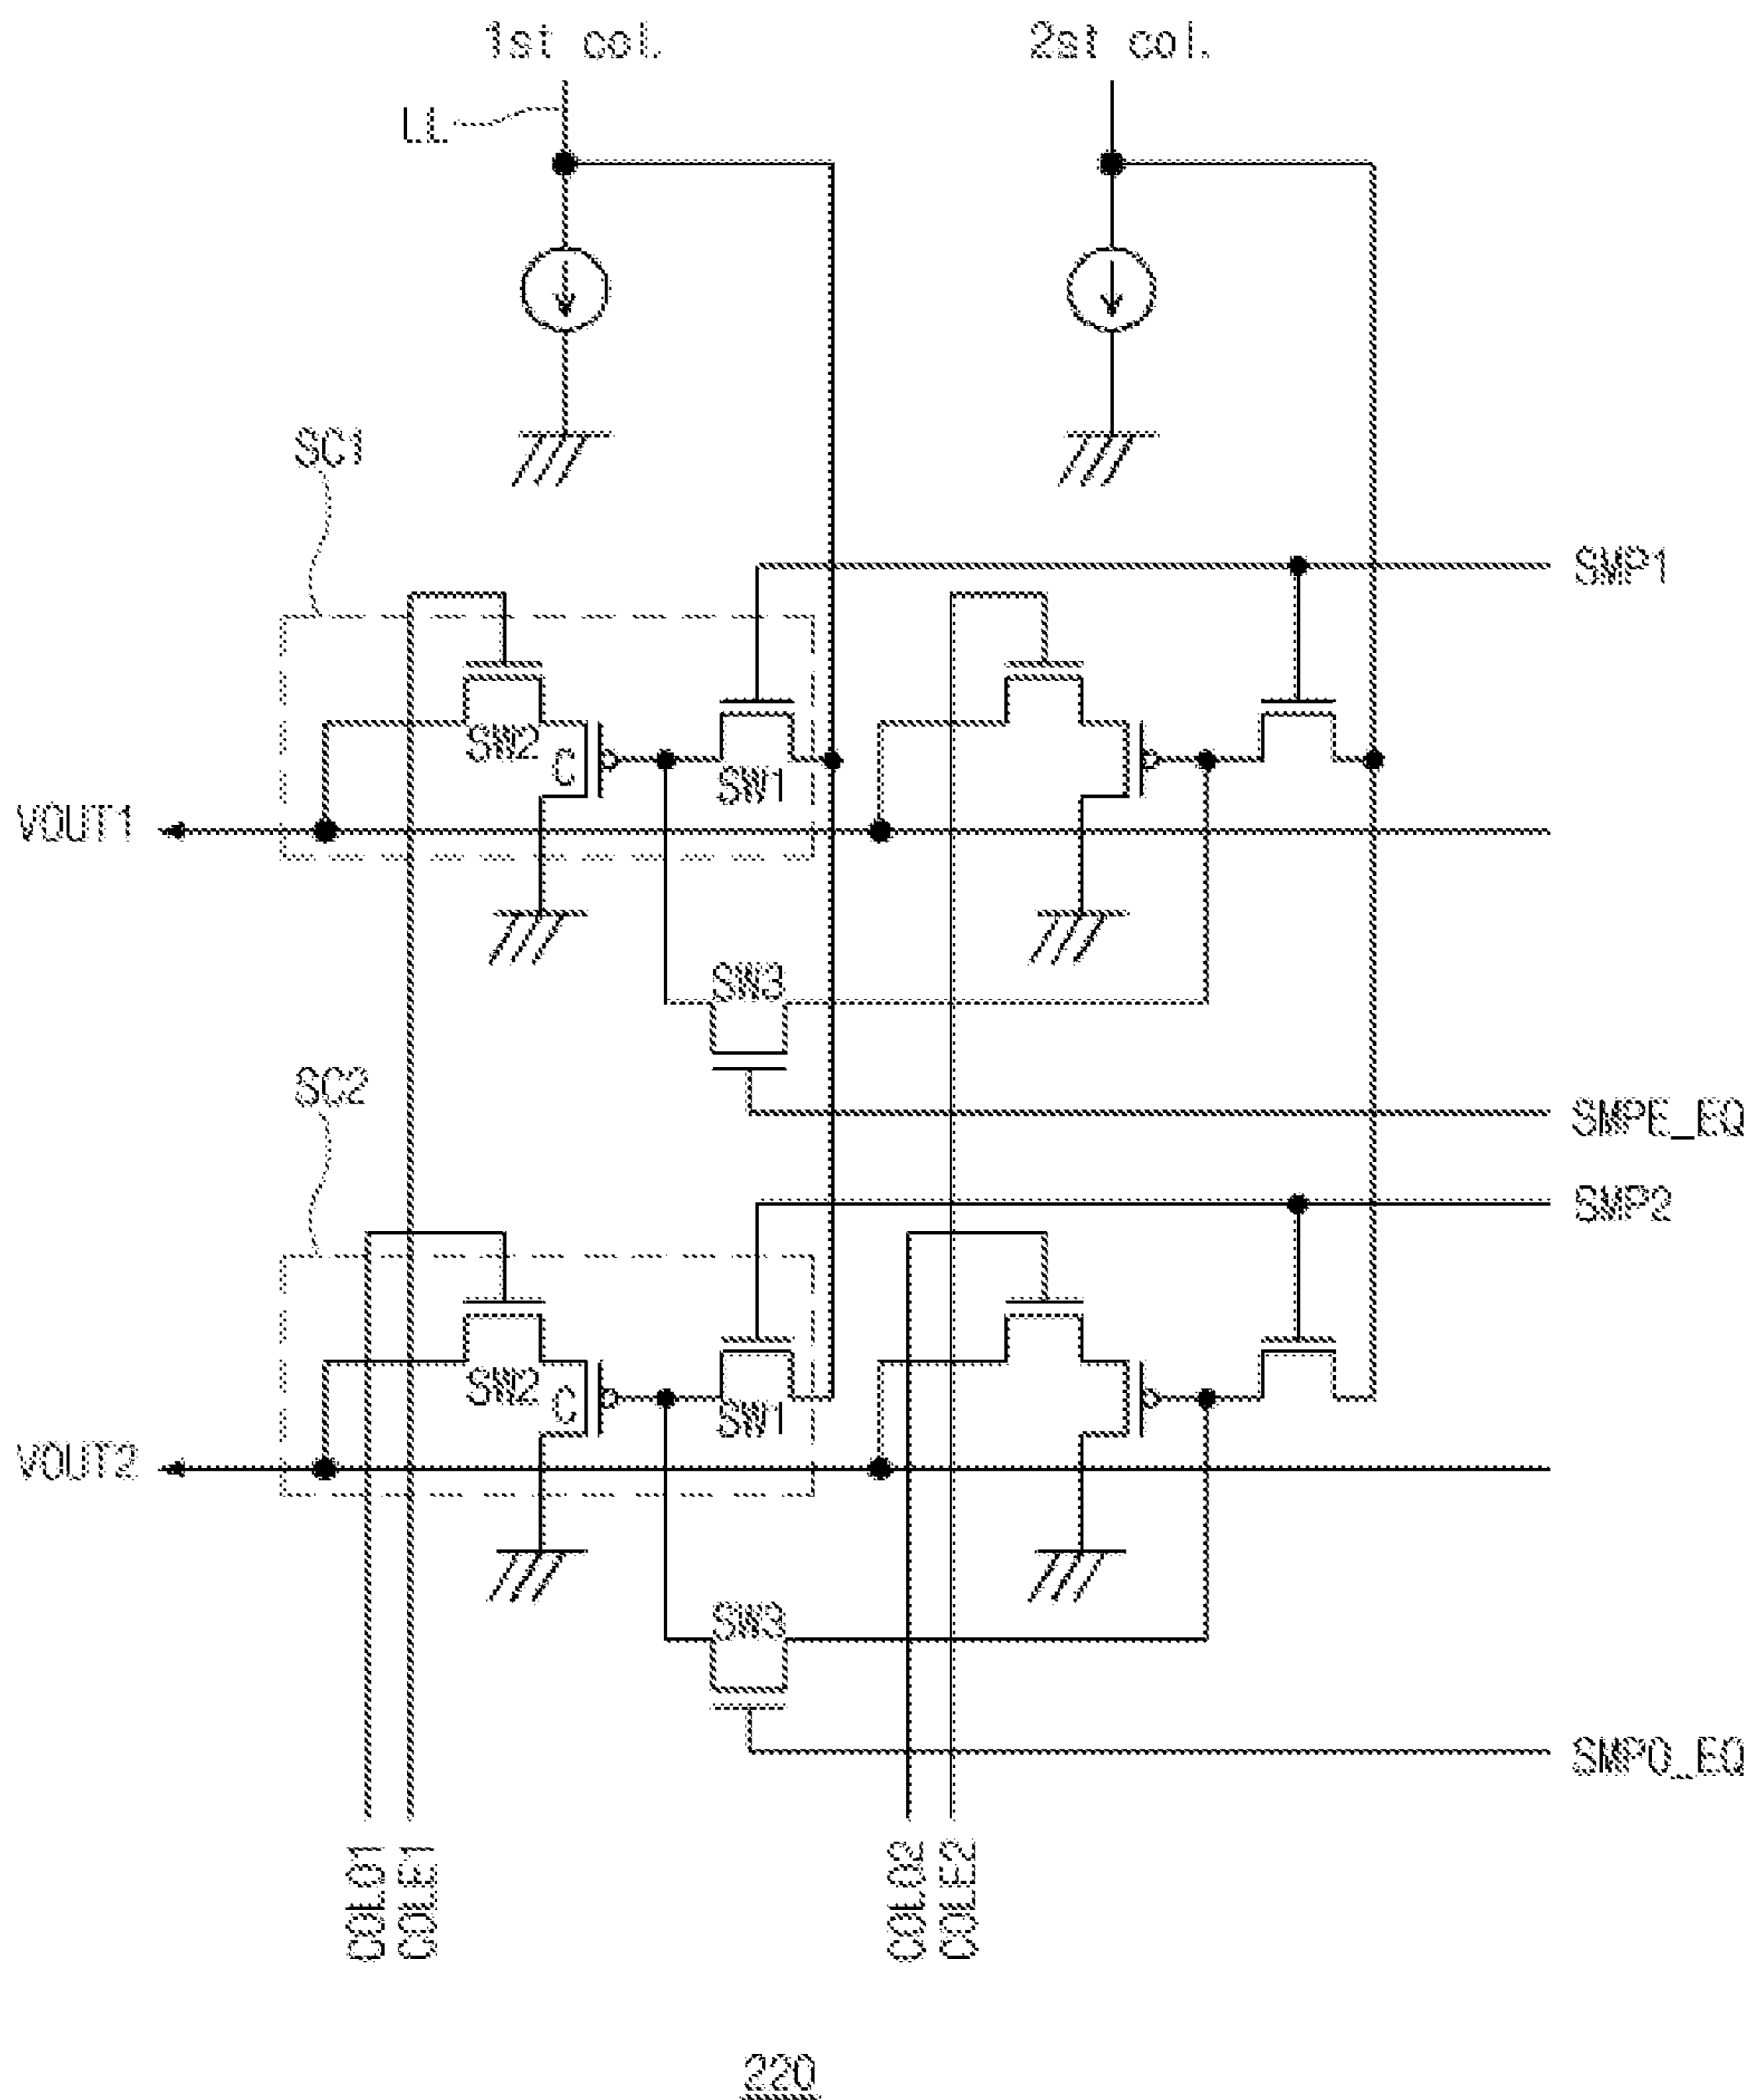 1st col.
2st col.
LL
SC1
SMP1
SW2
C
SW1
VOUT1
SW3
SC2
SMPE_EQ
SMP2
SW2
C
SW1
VOUT2
SW3
SMPO_EQ
COLO1
COLE1
COLO2
COLE2
220